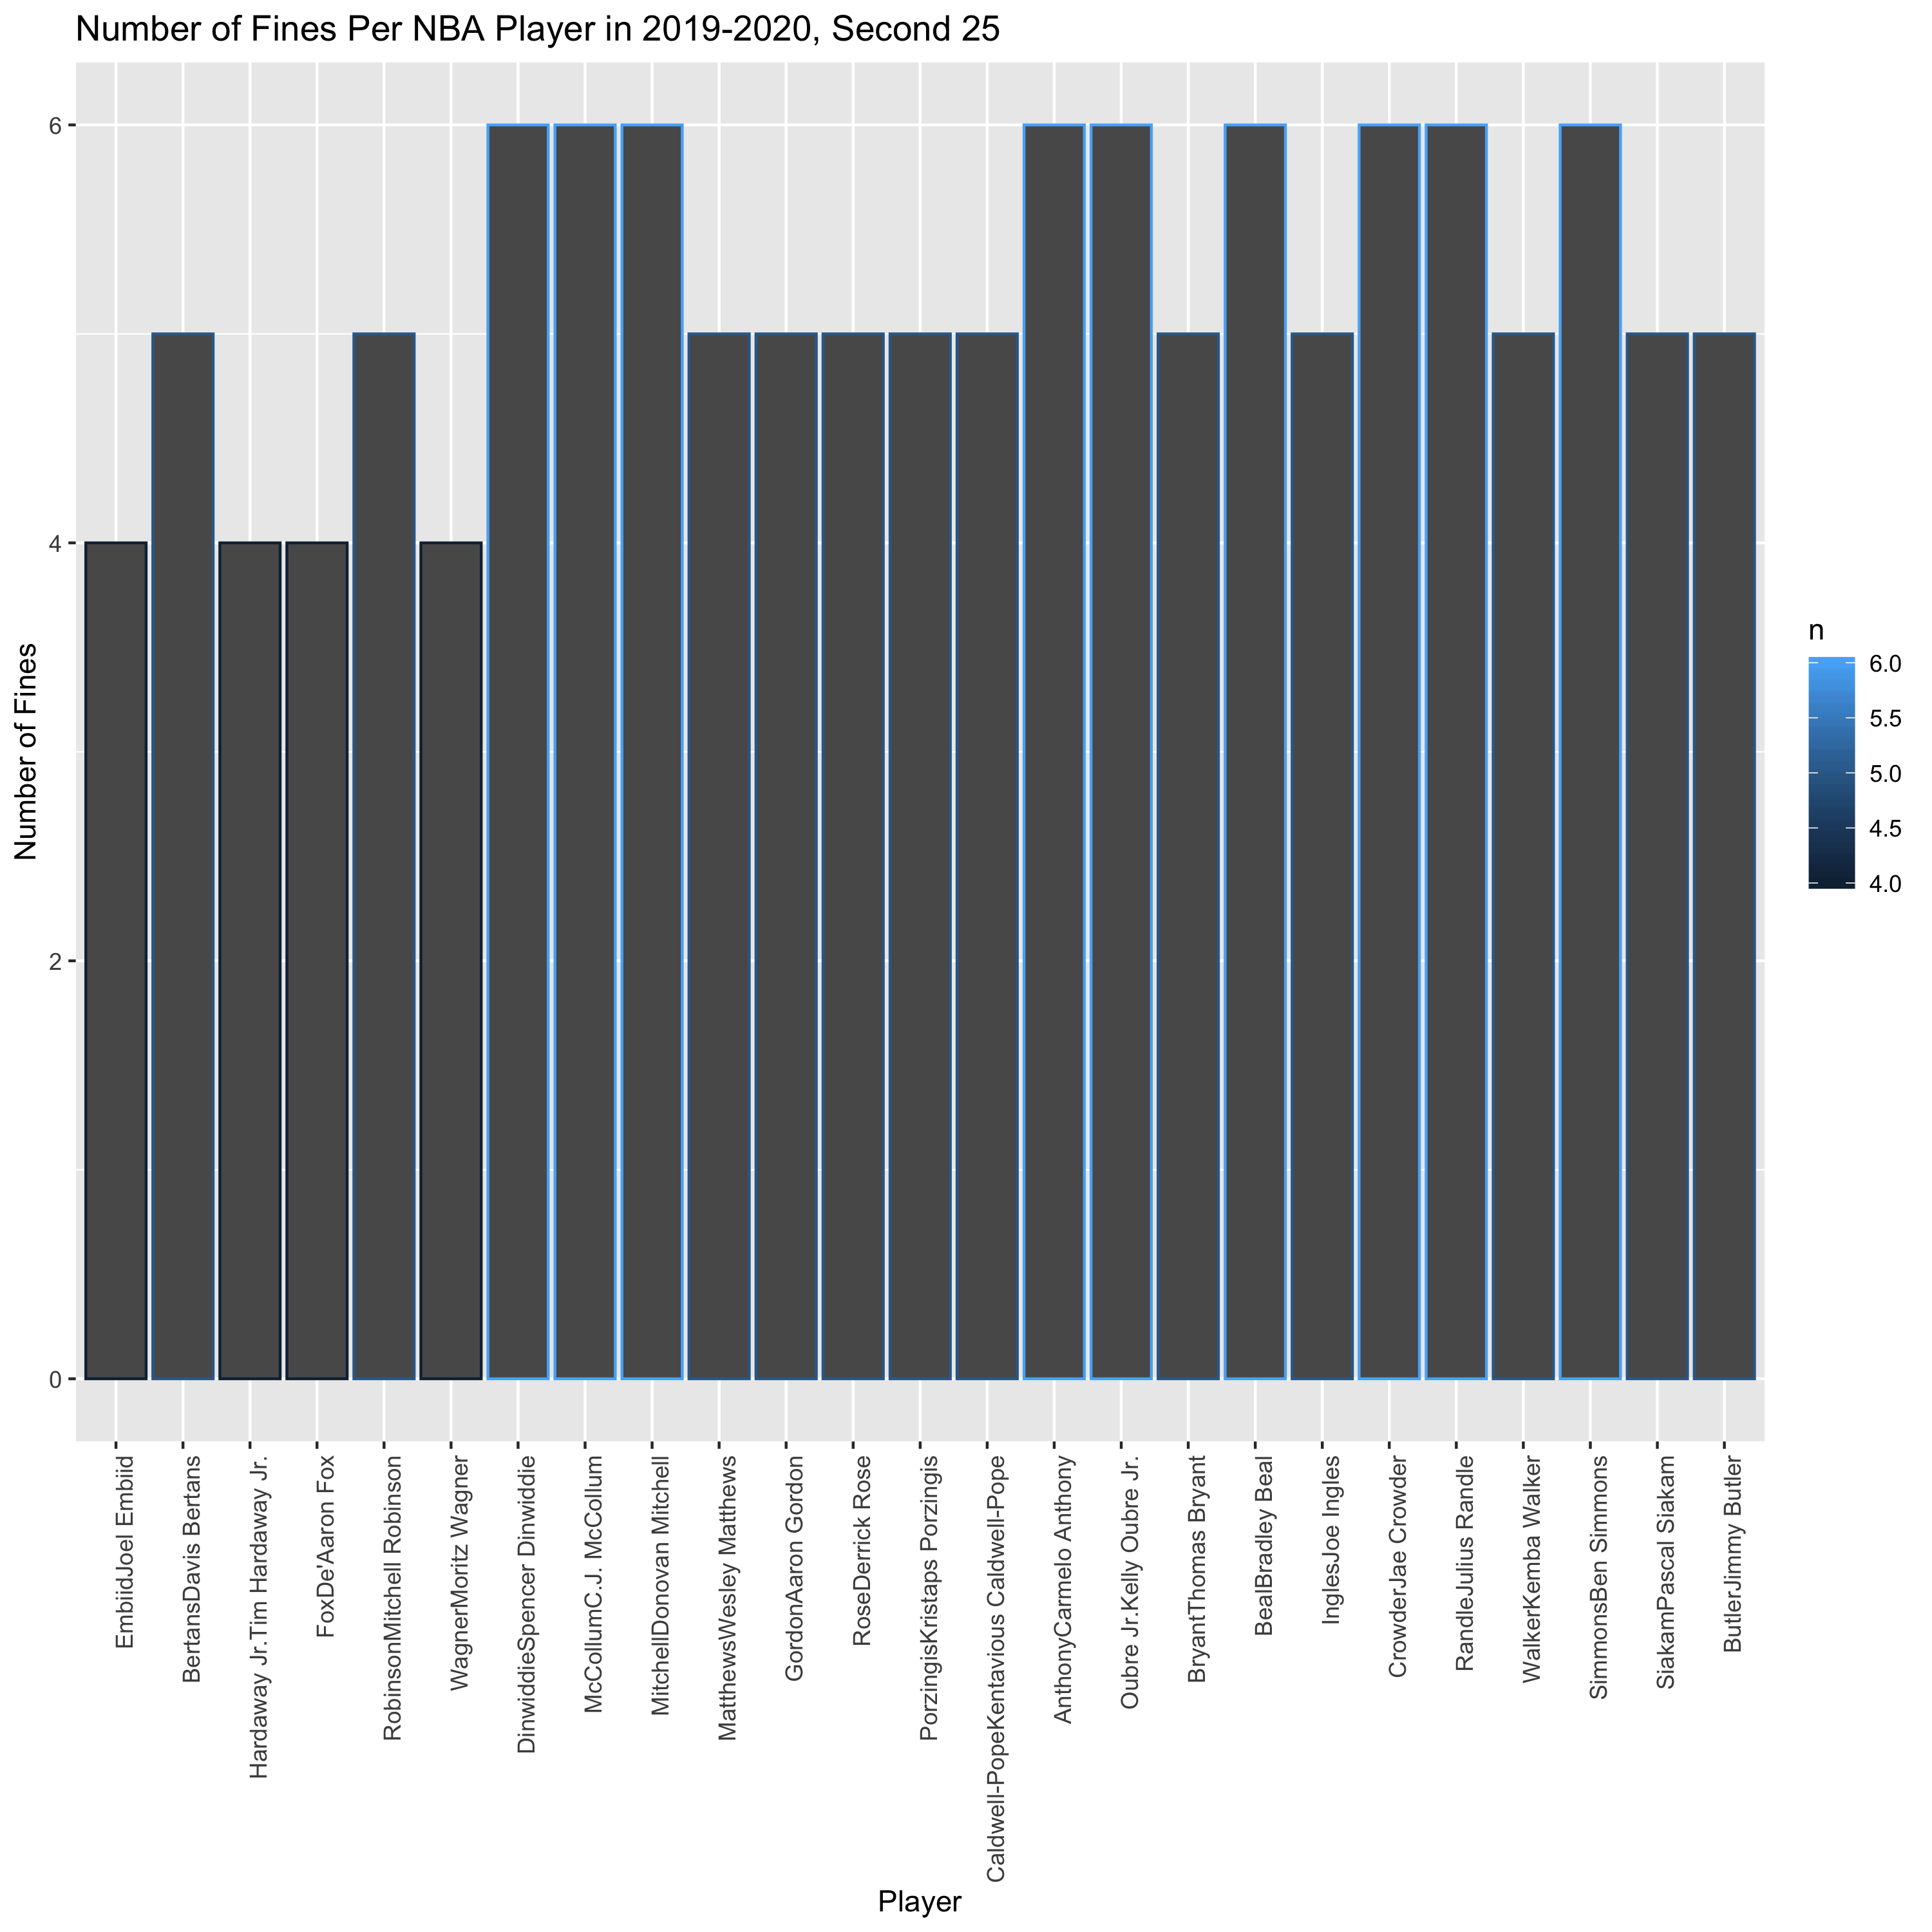 Number of Fines Per NBA Player in 2019-2020, Second 25
Number of Fines
6
4
2
0
EmbiidJoel Embiid
BertansDavis Bertans
Hardaway Jr.Tim Hardaway Jr.
FoxDe'Aaron Fox
RobinsonMitchell Robinson
WagnerMoritz Wagner
DinwiddieSpencer Dinwiddie
McCollumC.J. McCollum
MitchellDonovan Mitchell
MatthewsWesley Matthews
GordonAaron Gordon
RoseDerrick Rose
PorzingisKristaps Porzingis
Caldwell-PopeKentavious Caldwell-Pope
AnthonyCarmelo Anthony
Oubre Jr.Kelly Oubre Jr.
BryantThomas Bryant
BealBradley Beal
InglesJoe Ingles
CrowderJae Crowder
RandleJulius Randle
WalkerKemba Walker
SimmonsBen Simmons
SiakamPascal Siakam
ButlerJimmy Butler
Player
n
6.0
5.5
5.0
4.5
4.0